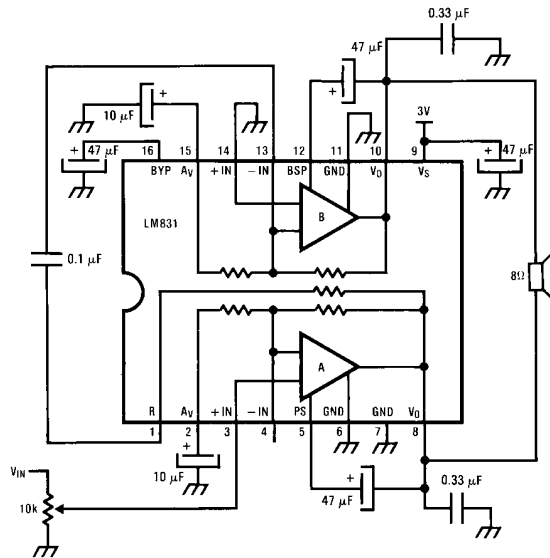 0.33 µF
47 µF
+
+
10 µF
3V
47 µF
+
16 15 14 13 12 11 10 9
+
47 µF
BYP AV +IN −IN BSP GND VO VS
LM831
B
0.1 µF
8Ω
A
R AV +IN −IN PS GND GND VO
1 2 3 4 5 6 7 8
+
10 µF
VIN
10k
+
47 µF
0.33 µF